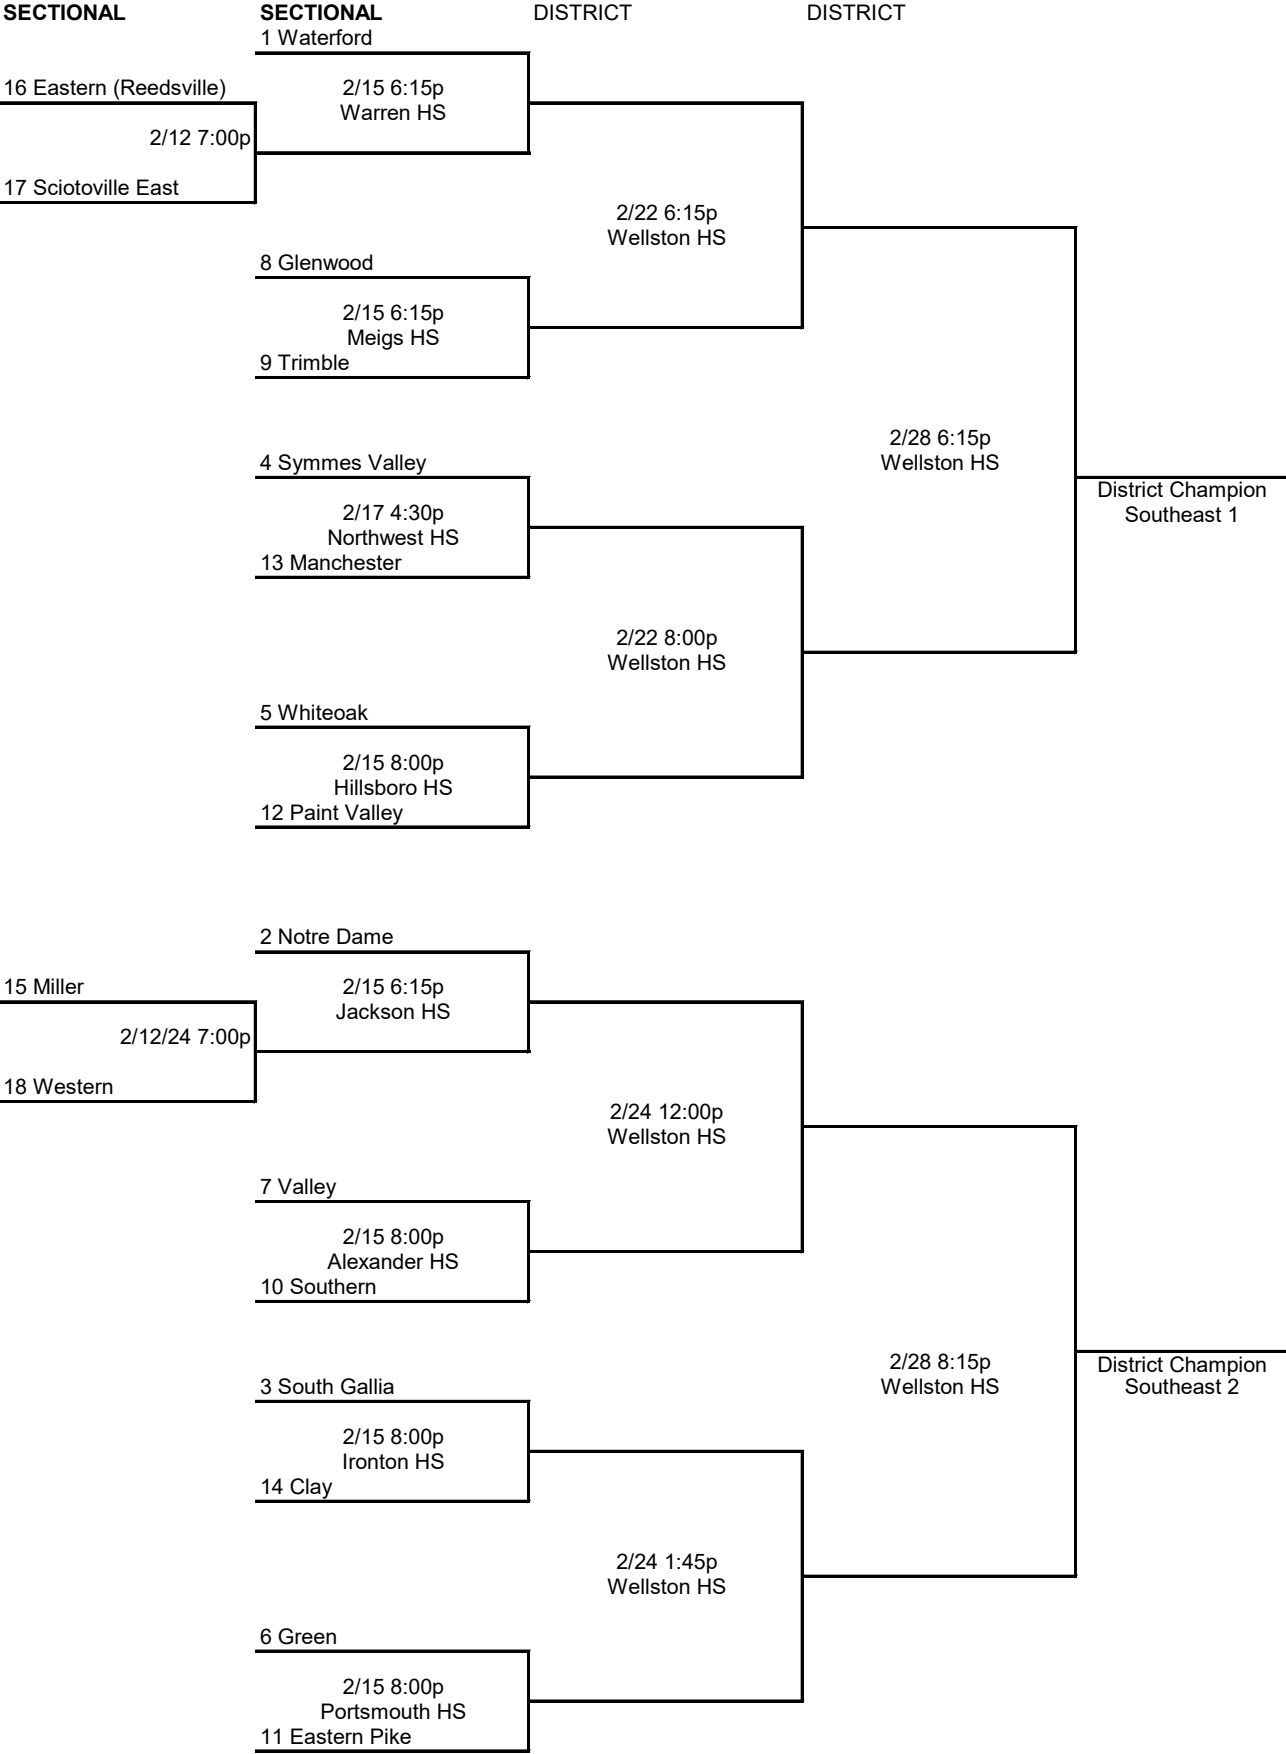 SECTIONAL
SECTIONAL
DISTRICT
DISTRICT
1 Waterford
16 Eastern (Reedsville)
2/15 6:15p
Warren HS
2/12 7:00p
17 Sciotoville East
2/22 6:15p
Wellston HS
8 Glenwood
2/15 6:15p
Meigs HS
9 Trimble
2/28 6:15p
Wellston HS
4 Symmes Valley
District Champion
Southeast 1
2/17 4:30p
Northwest HS
13 Manchester
2/22 8:00p
Wellston HS
5 Whiteoak
2/15 8:00p
Hillsboro HS
12 Paint Valley
2 Notre Dame
15 Miller
2/15 6:15p
Jackson HS
2/12/24 7:00p
18 Western
2/24 12:00p
Wellston HS
7 Valley
2/15 8:00p
Alexander HS
10 Southern
2/28 8:15p
Wellston HS
District Champion
Southeast 2
3 South Gallia
2/15 8:00p
Ironton HS
14 Clay
2/24 1:45p
Wellston HS
6 Green
2/15 8:00p
Portsmouth HS
11 Eastern Pike